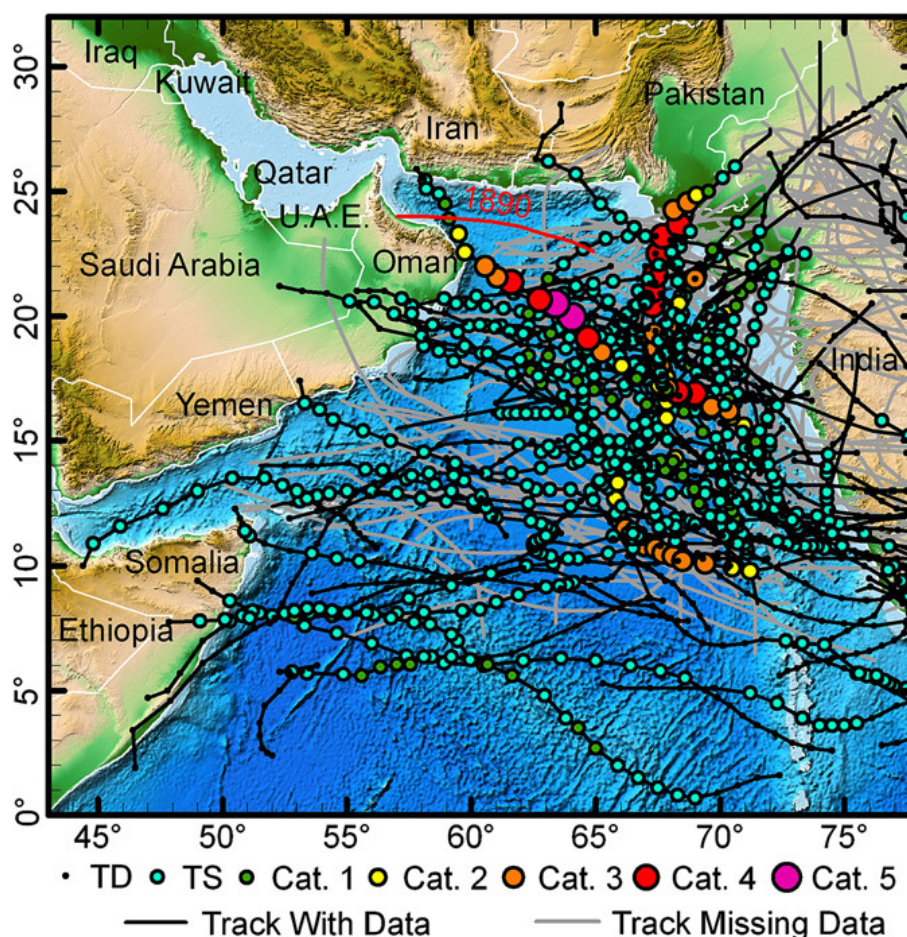 30°
25°
20°
15°
10°
5°
0°
Iraq
Kuwait
Iran
Pakistan
Qatar
U.A.E.
1890
Saudi Arabia
Oman
India
Yemen
Somalia
Ethiopia
45° 50° 55° 60° 65° 70° 75°
TD TS Cat. 1 Cat. 2 Cat. 3 Cat. 4 Cat. 5
Track With Data Track Missing Data